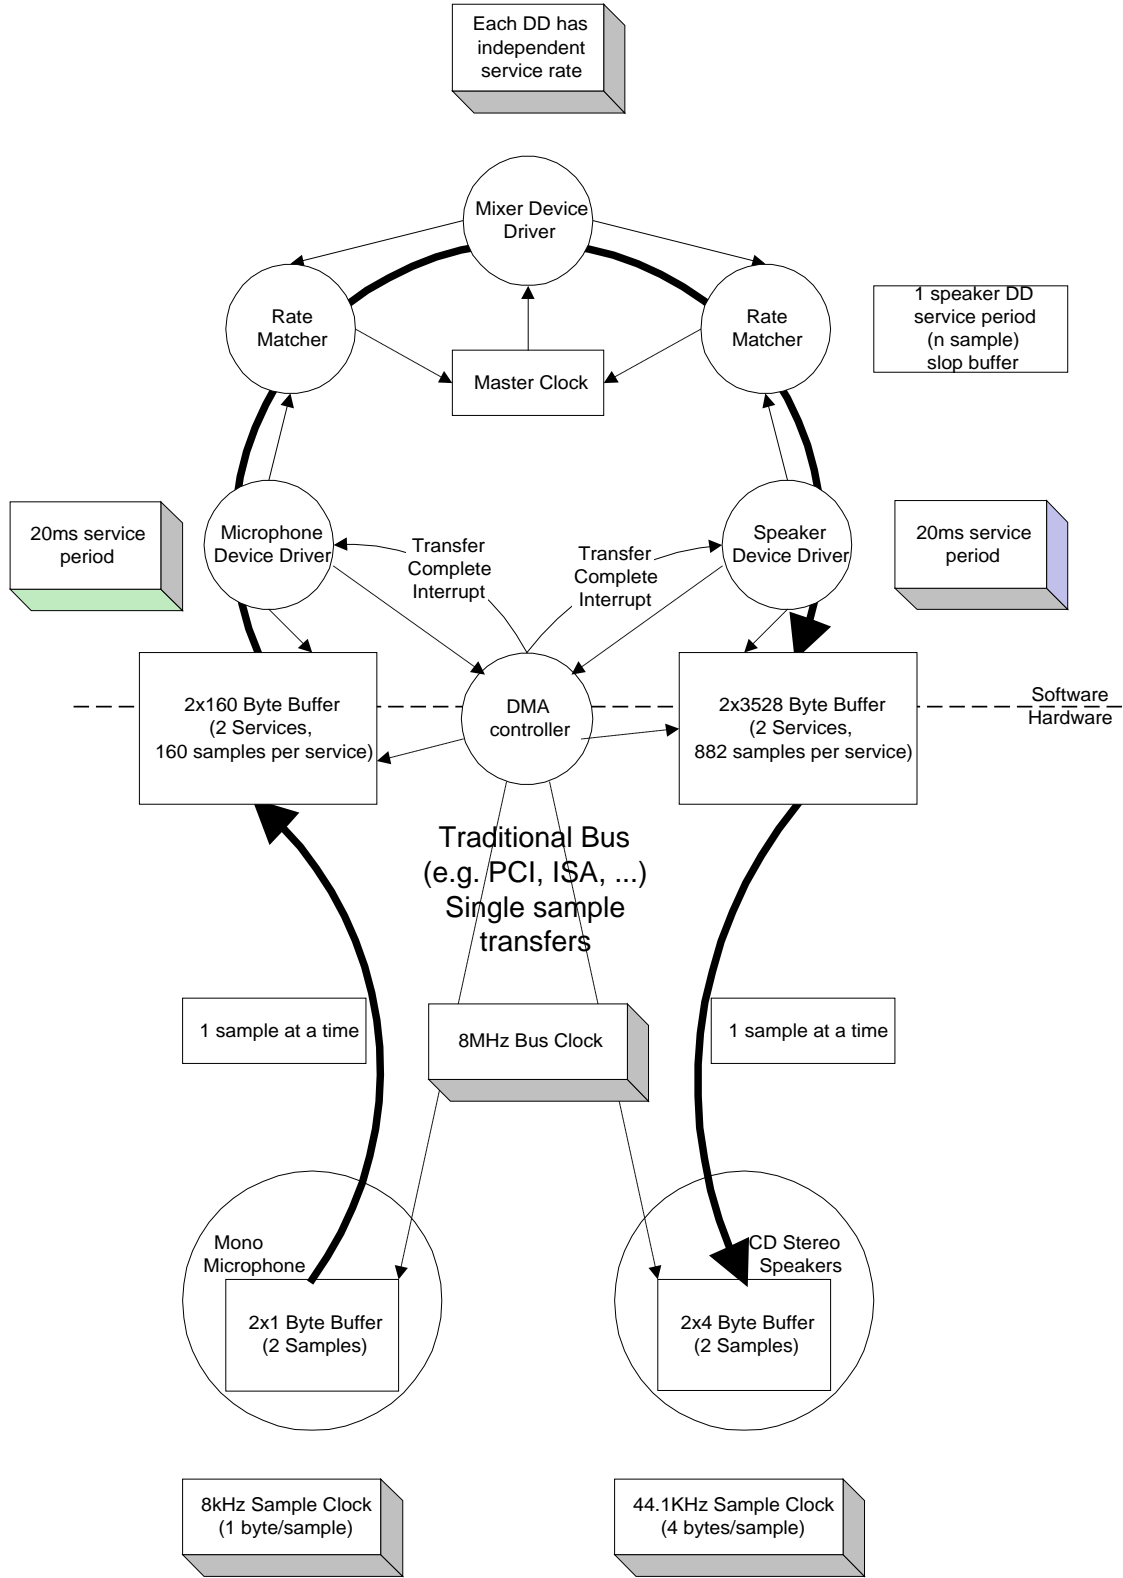 Each DD has
independent
service rate
Mixer Device
Driver
Rate
Matcher
Rate
Matcher
1 speaker DD
service period
(n sample)
slop buffer
Master Clock
20ms service
period
Microphone
Device Driver
Transfer
Complete
Interrupt
Transfer
Complete
Interrupt
Speaker
Device Driver
20ms service
period
2x160 Byte Buffer
(2 Services,
160 samples per service)
DMA
controller
2x3528 Byte Buffer
(2 Services,
882 samples per service)
Software
Hardware
Traditional Bus
(e.g. PCI, ISA, ...)
Single sample
transfers
1 sample at a time
8MHz Bus Clock
1 sample at a time
Mono
Microphone
2x1 Byte Buffer
(2 Samples)
CD Stereo
Speakers
2x4 Byte Buffer
(2 Samples)
8kHz Sample Clock
(1 byte/sample)
44.1KHz Sample Clock
(4 bytes/sample)